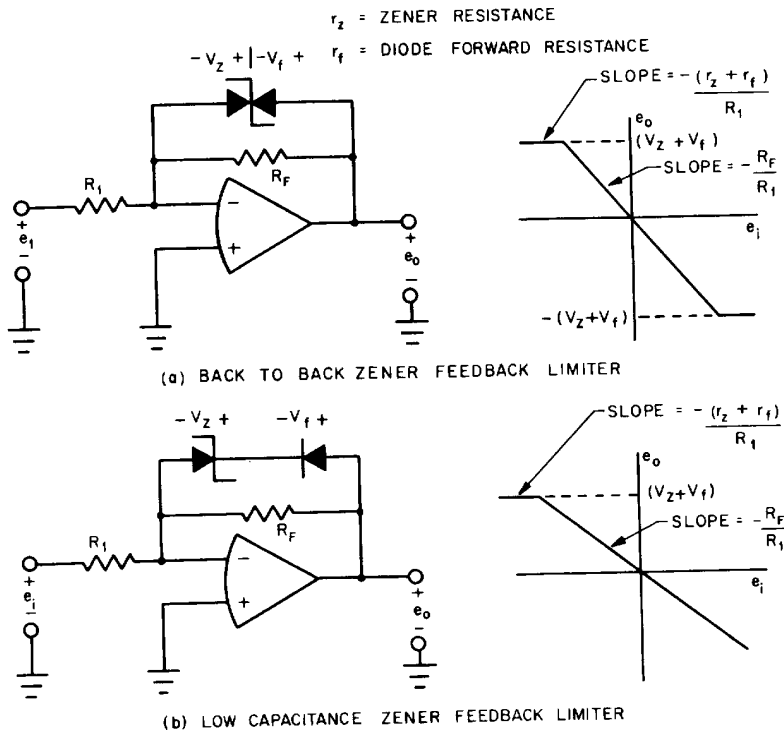 r_z = ZENER RESISTANCE
r_f = DIODE FORWARD RESISTANCE
-V_z + | -V_f +
R_F
R_1
-
+
+
e_1
-
+
e_o
-
SLOPE = -(r_z + r_f)/R_1
e_o
(V_z + V_f)
SLOPE = -R_F/R_1
e_i
-(V_z+V_f)
(a) BACK TO BACK ZENER FEEDBACK LIMITER
-V_z +
-V_f +
R_F
R_1
-
+
+
e_i
-
+
e_o
-
SLOPE = -(r_z + r_f)/R_1
e_o
(V_z+V_f)
SLOPE = -R_F/R_1
e_i
(b) LOW CAPACITANCE ZENER FEEDBACK LIMITER